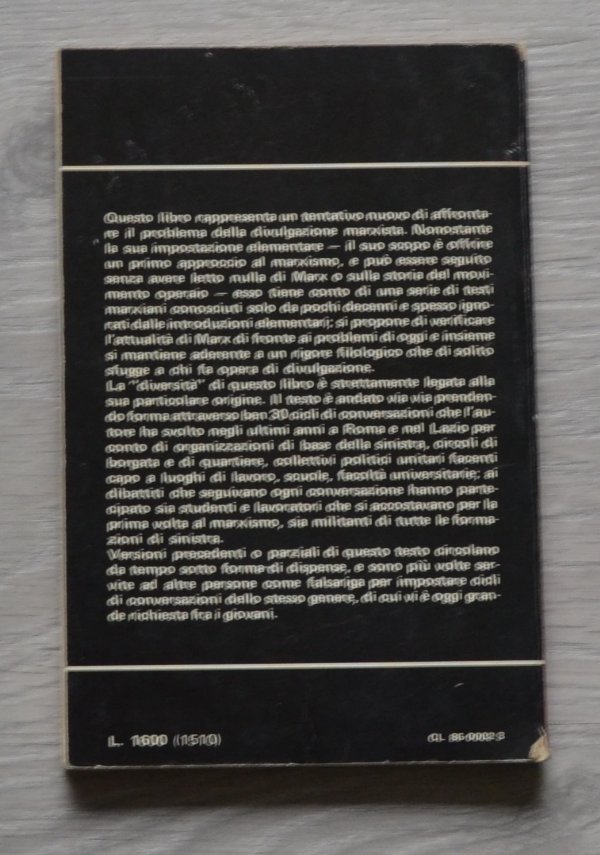 Questo libro rappresenta un tentativo nuovo di affronta-
re il problema della divulgazione marxista. Nonostante
la sua impostazione elementare — il suo scopo è offrire
un primo approccio al marxismo, e può essere seguito
senza avere letto nulla di Marx o sulla storia del movi-
mento operaio — esso tiene conto di una serie di testi
marxiani conosciuti solo da pochi decenni e spesso igno-
rati dalle introduzioni elementari; si propone di verificare
l'attualità di Marx di fronte ai problemi di oggi e insieme
si mantiene aderente a un rigore filologico che di solito
sfugge a chi fa opera di divulgazione.
La "diversità" di questo libro è strettamente legata alla
sua particolare origine. Il testo è andato via via prenden-
do forma attraverso ben 30 cicli di conversazioni che l'au-
tore ha svolto negli ultimi anni a Roma e nel Lazio per
conto di organizzazioni di base della sinistra, circoli di
borgata e di quartiere, collettivi politici unitari facenti
capo a luoghi di lavoro, scuole, facoltà universitarie; ai
dibattiti che seguivano ogni conversazione hanno parte-
cipato sia studenti e lavoratori che si accostavano per la
prima volta al marxismo, sia militanti di tutte le forma-
zioni di sinistra.
Versioni precedenti o parziali di questo testo circolano
da tempo sotto forma di dispense, e sono più volte ser-
vite ad altre persone come falsariga per impostare cicli
di conversazioni dello stesso genere, di cui vi è oggi gran-
de richiesta fra i giovani.
L. 1600 (1510)
CL